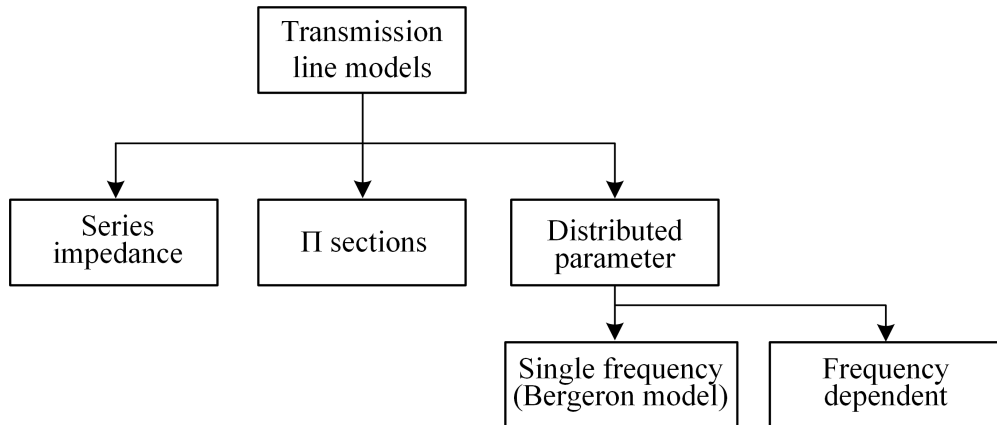 Transmission
line models
Series
impedance
Π sections
Distributed
parameter
Single frequency
(Bergeron model)
Frequency
dependent